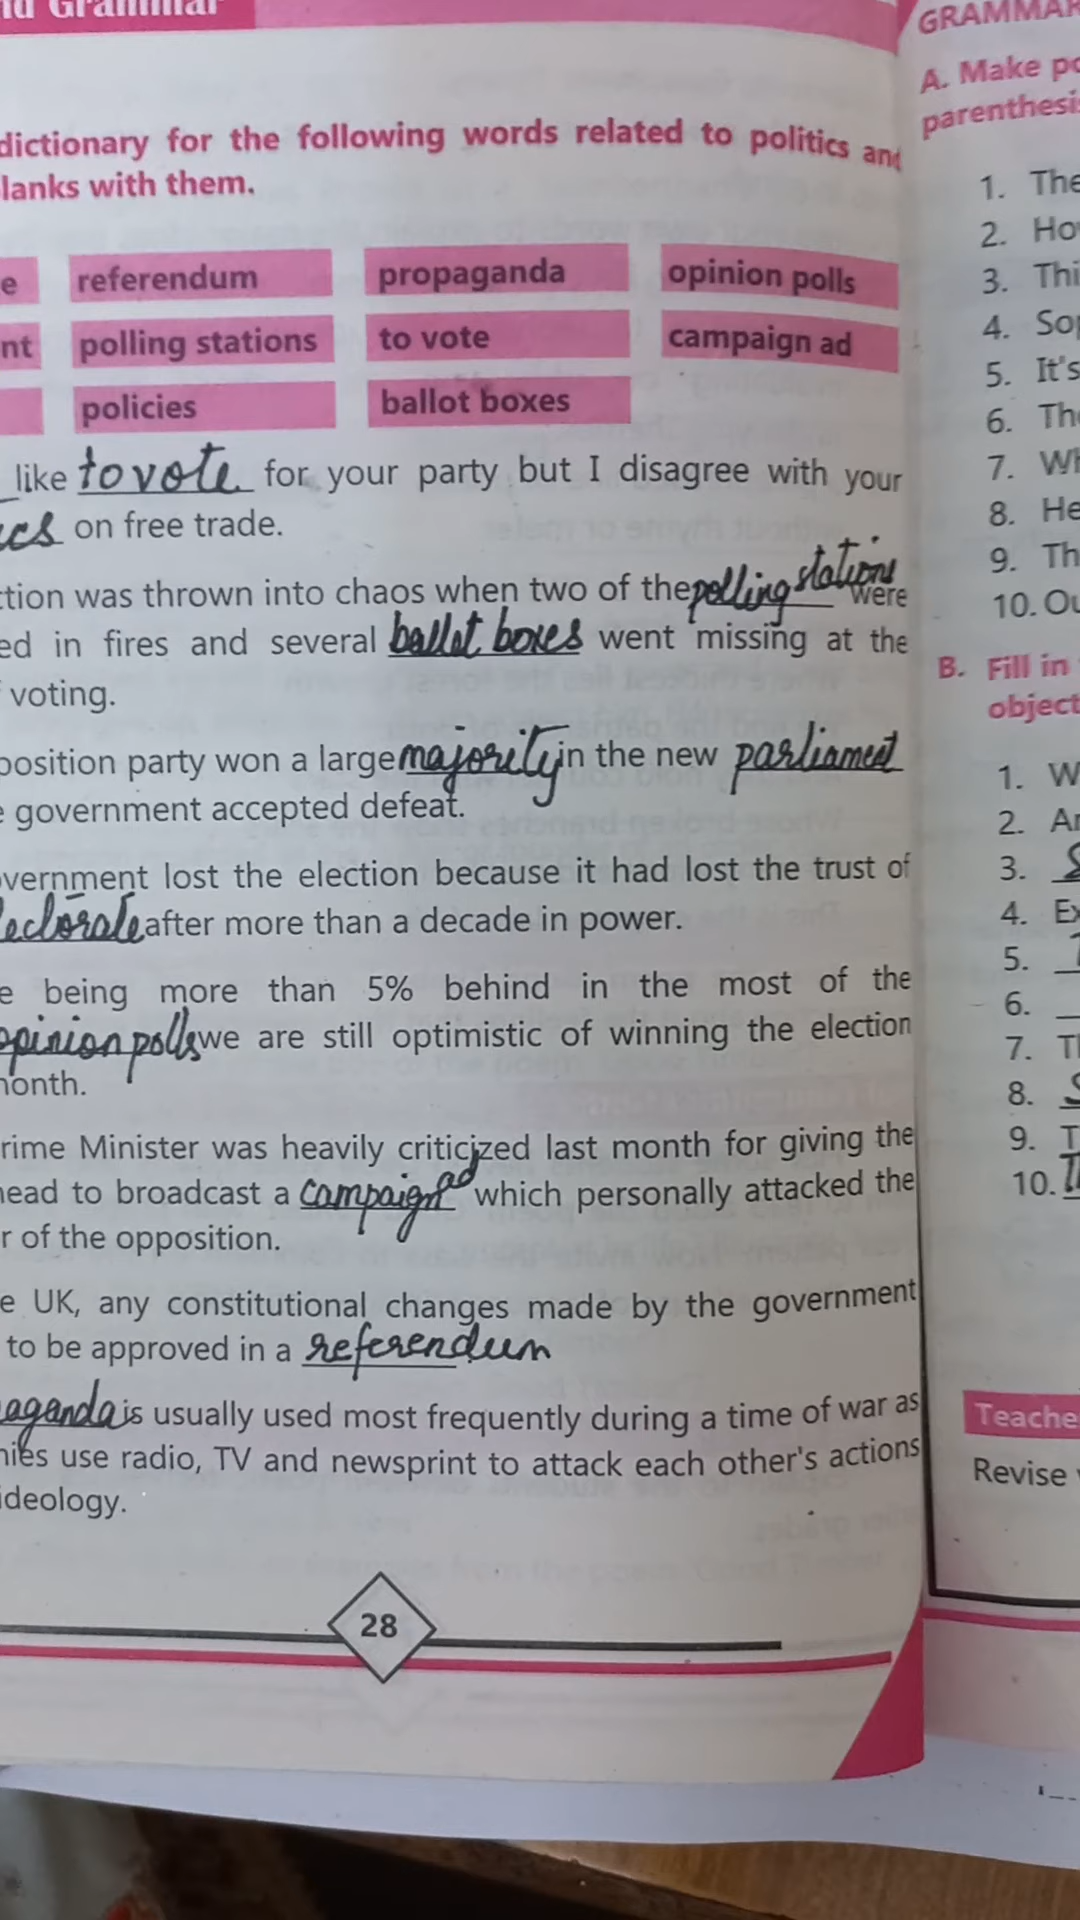 Grammar
dictionary for the following words related to politics and
lanks with them.
e referendum propaganda opinion polls
nt polling stations to vote campaign ad
policies ballot boxes
like to vote for your party but I disagree with your
ics on free trade.
ction was thrown into chaos when two of the polling stations were
ed in fires and several ballot boxes went missing at the
voting.
position party won a large majority in the new parliament
e government accepted defeat.
vernment lost the election because it had lost the trust of
lectorate after more than a decade in power.
e being more than 5% behind in the most of the
opinion polls we are still optimistic of winning the election
month.
rime Minister was heavily criticized last month for giving the
head to broadcast a campaign ad which personally attacked the
r of the opposition.
e UK, any constitutional changes made by the government
to be approved in a referendum
aganda is usually used most frequently during a time of war as
nies use radio, TV and newsprint to attack each other's actions
ideology.
28
GRAMMAR
A. Make po
parenthesis
1. The
2. Ho
3. Thi
4. Sop
5. It's
6. The
7. Wh
8. He
9. Th
10. Ou
B. Fill in
object
1. W
2. Ar
3. S
4. Ex
5.
6.
7. Th
8. S
9. T
10.
Teache
Revise